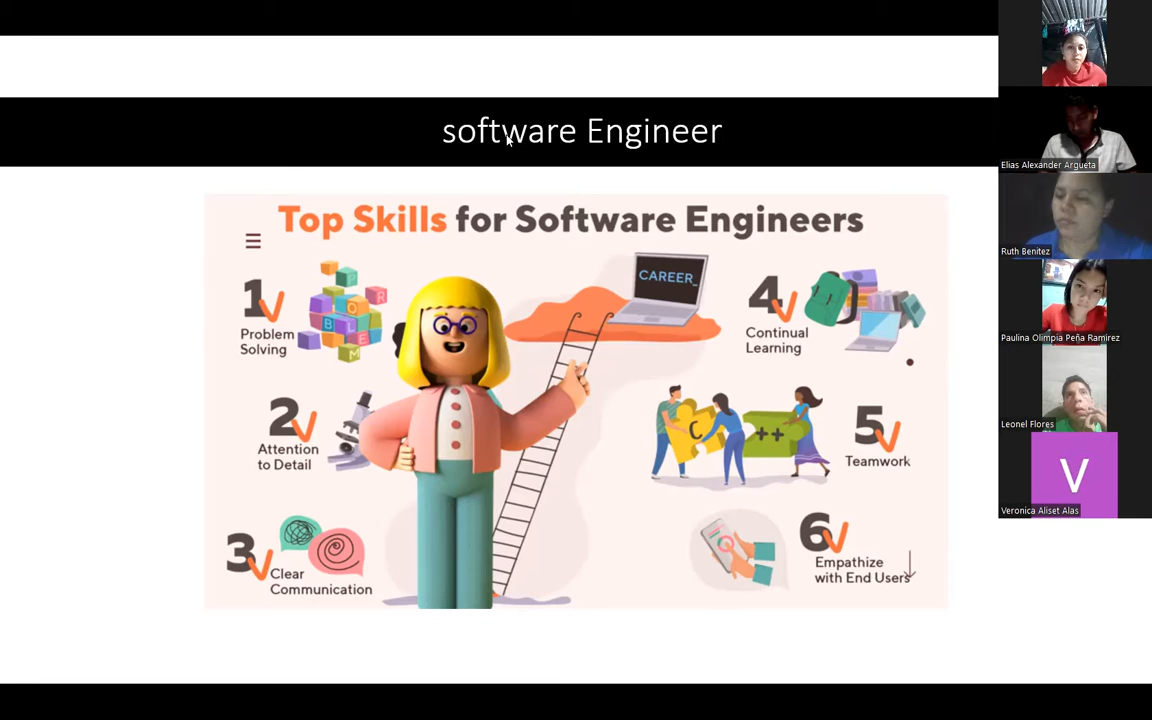 software Engineer
Top Skills for Software Engineers
1
Problem
Solving
2
Attention
to Detail
3
Clear
Communication
CAREER_
4
Continual
Learning
C
++
5
Teamwork
6
Empathize
with End Users
Elias Alexander Argueta
Ruth Benitez
Paulina Olimpia Peña Ramirez
Leonel Flores
V
Veronica Aliset Alas